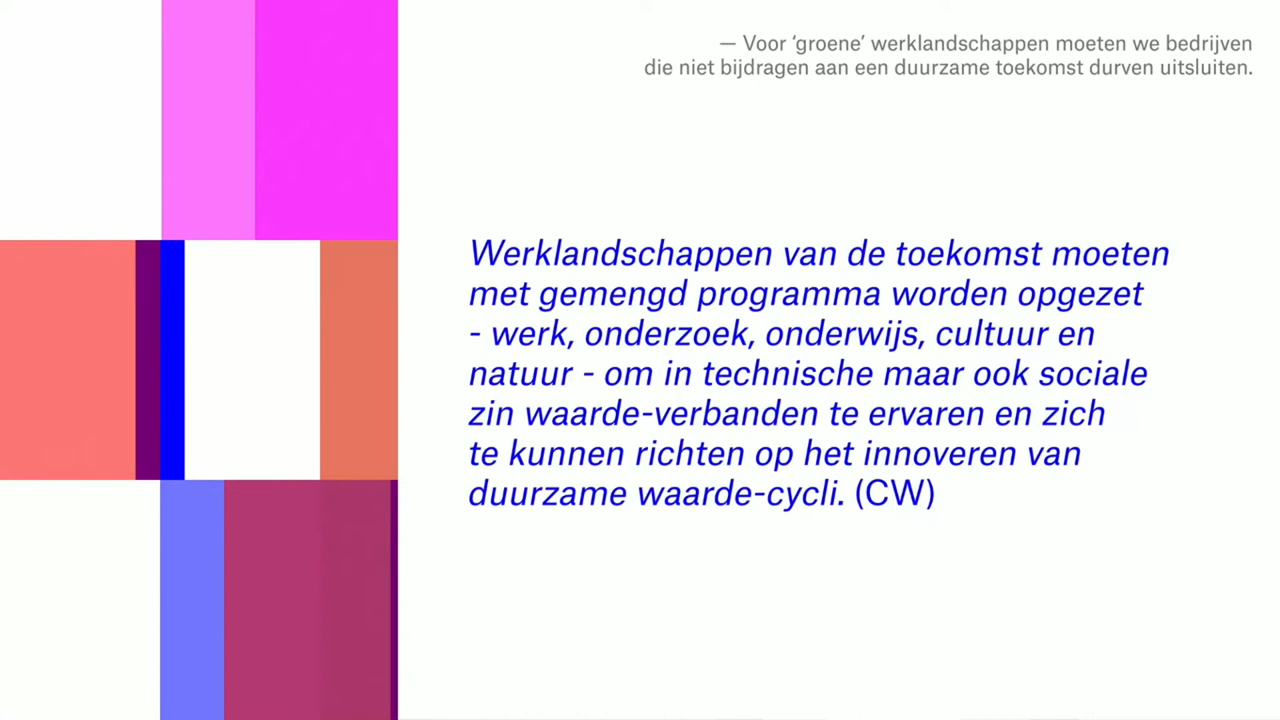 — Voor ‘groene’ werklandschappen moeten we bedrijven
die niet bijdragen aan een duurzame toekomst durven uitsluiten.
Werklandschappen van de toekomst moeten
met gemengd programma worden opgezet
- werk, onderzoek, onderwijs, cultuur en
natuur - om in technische maar ook sociale
zin waarde-verbanden te ervaren en zich
te kunnen richten op het innoveren van
duurzame waarde-cycli. (CW)